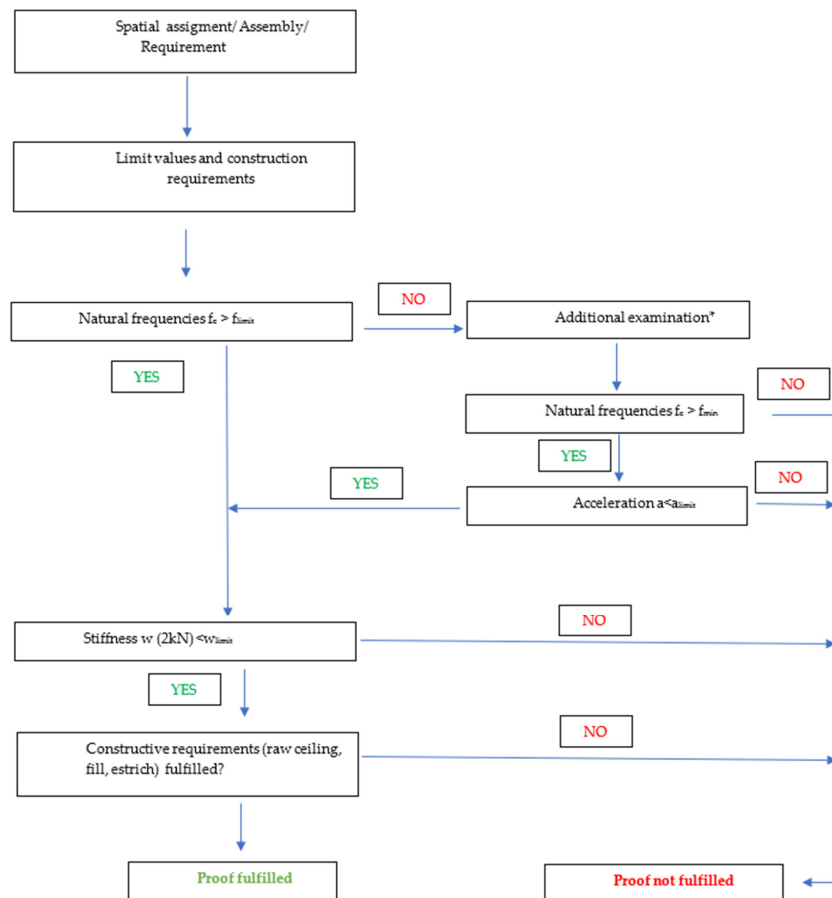 Spatial assigment/ Assembly/
Requirement
Limit values and construction
requirements
Natural frequencies fₑ > fₗᵢₘᵢₜ
NO
Additional examination*
YES
Natural frequencies fₑ > fₘᵢₙ
NO
YES
Acceleration a<aₗᵢₘᵢₜ
NO
YES
Stiffness w (2kN) <wₗᵢₘᵢₜ
NO
YES
Constructive requirements (raw ceiling,
fill, estrich) fulfilled?
NO
Proof fulfilled
Proof not fulfilled